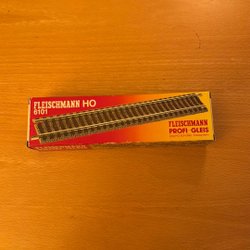 FLEISCHMANN HO
6101
FLEISCHMANN
PROFI-GLEIS